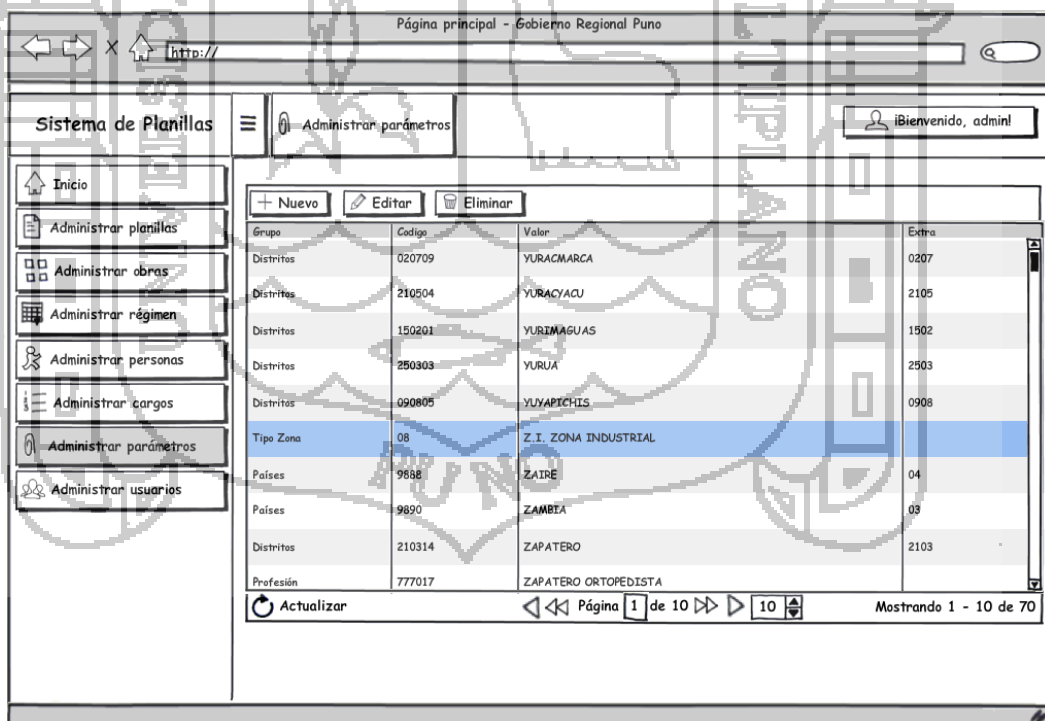 Página principal - Gobierno Regional Puno
X http://
Sistema de Planillas
Administrar parámetros
¡Bienvenido, admin!
Inicio
Administrar planillas
Administrar obras
Administrar régimen
Administrar personas
Administrar cargos
Administrar parámetros
Administrar usuarios
Nuevo Editar Eliminar
Grupo Codigo Valor Extra
Distritos 020709 YURACMARCA 0207
Distritos 210504 YURACYACU 2105
Distritos 150201 YURIMAGUAS 1502
Distritos 250303 YURUA 2503
Distritos 090805 YUYAPICHIS 0908
Tipo Zona 08 Z.I. ZONA INDUSTRIAL
Países 9888 ZAIRE 04
Países 9890 ZAMBIA 03
Distritos 210314 ZAPATERO 2103
Profesión 777017 ZAPATERO ORTOPEDISTA
Actualizar Página 1 de 10 10 Mostrando 1 - 10 de 70
PUNO